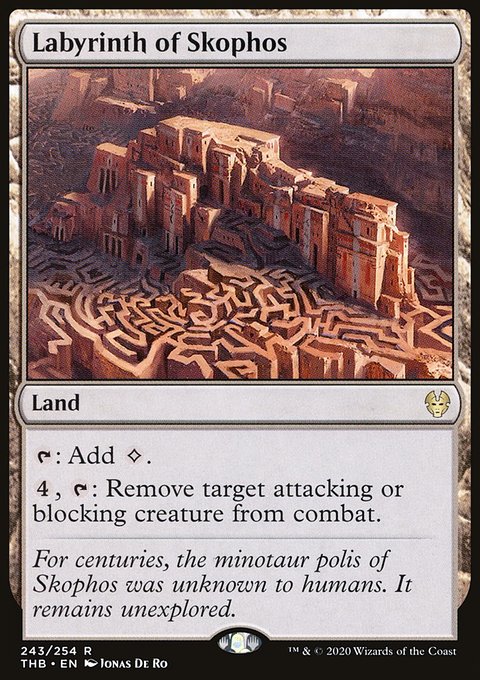 Labyrinth of Skophos
Land
: Add .
4, : Remove target attacking or
blocking creature from combat.
For centuries, the minotaur polis of
Skophos was unknown to humans. It
remains unexplored.
243/254 R
THB • EN Jonas De Ro
™ & © 2020 Wizards of the Coast